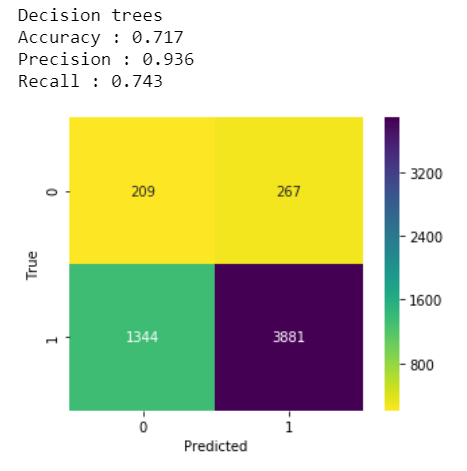 Decision trees
Accuracy : 0.717
Precision : 0.936
Recall : 0.743
0
209
267
3200
2400
True
1
1344
3881
1600
800
0
1
Predicted